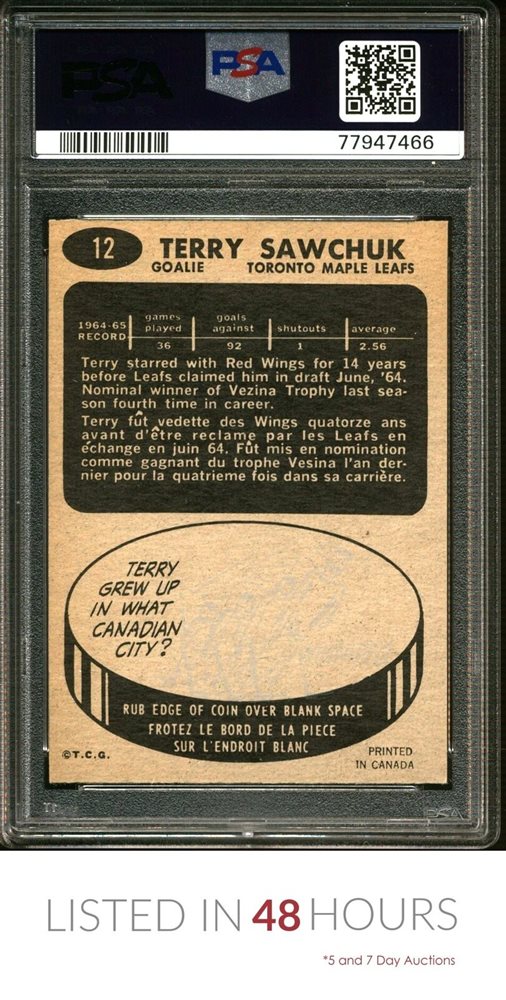 PSA
PSA
77947466
12 TERRY SAWCHUK
GOALIE TORONTO MAPLE LEAFS
1964-65 RECORD games played goals against shutouts average
36 92 1 2.56
Terry starred with Red Wings for 14 years
before Leafs claimed him in draft June, '64.
Nominal winner of Vezina Trophy last sea-
son fourth time in career.
Terry fût vedette des Wings quatorze ans
avant d'être reclame par les Leafs en
echange en juin 64. Fût mis en nomination
comme gagnant du trophe Vesina l'an der-
nier pour la quatrieme fois dans sa carrière.
TERRY
GREW UP
IN WHAT
CANADIAN
CITY?
RUB EDGE OF COIN OVER BLANK SPACE
FROTEZ LE BORD DE LA PIECE
SUR L'ENDROIT BLANC
©T.C.G.
PRINTED
IN CANADA
PSA
LISTED IN 48 HOURS
*5 and 7 Day Auctions